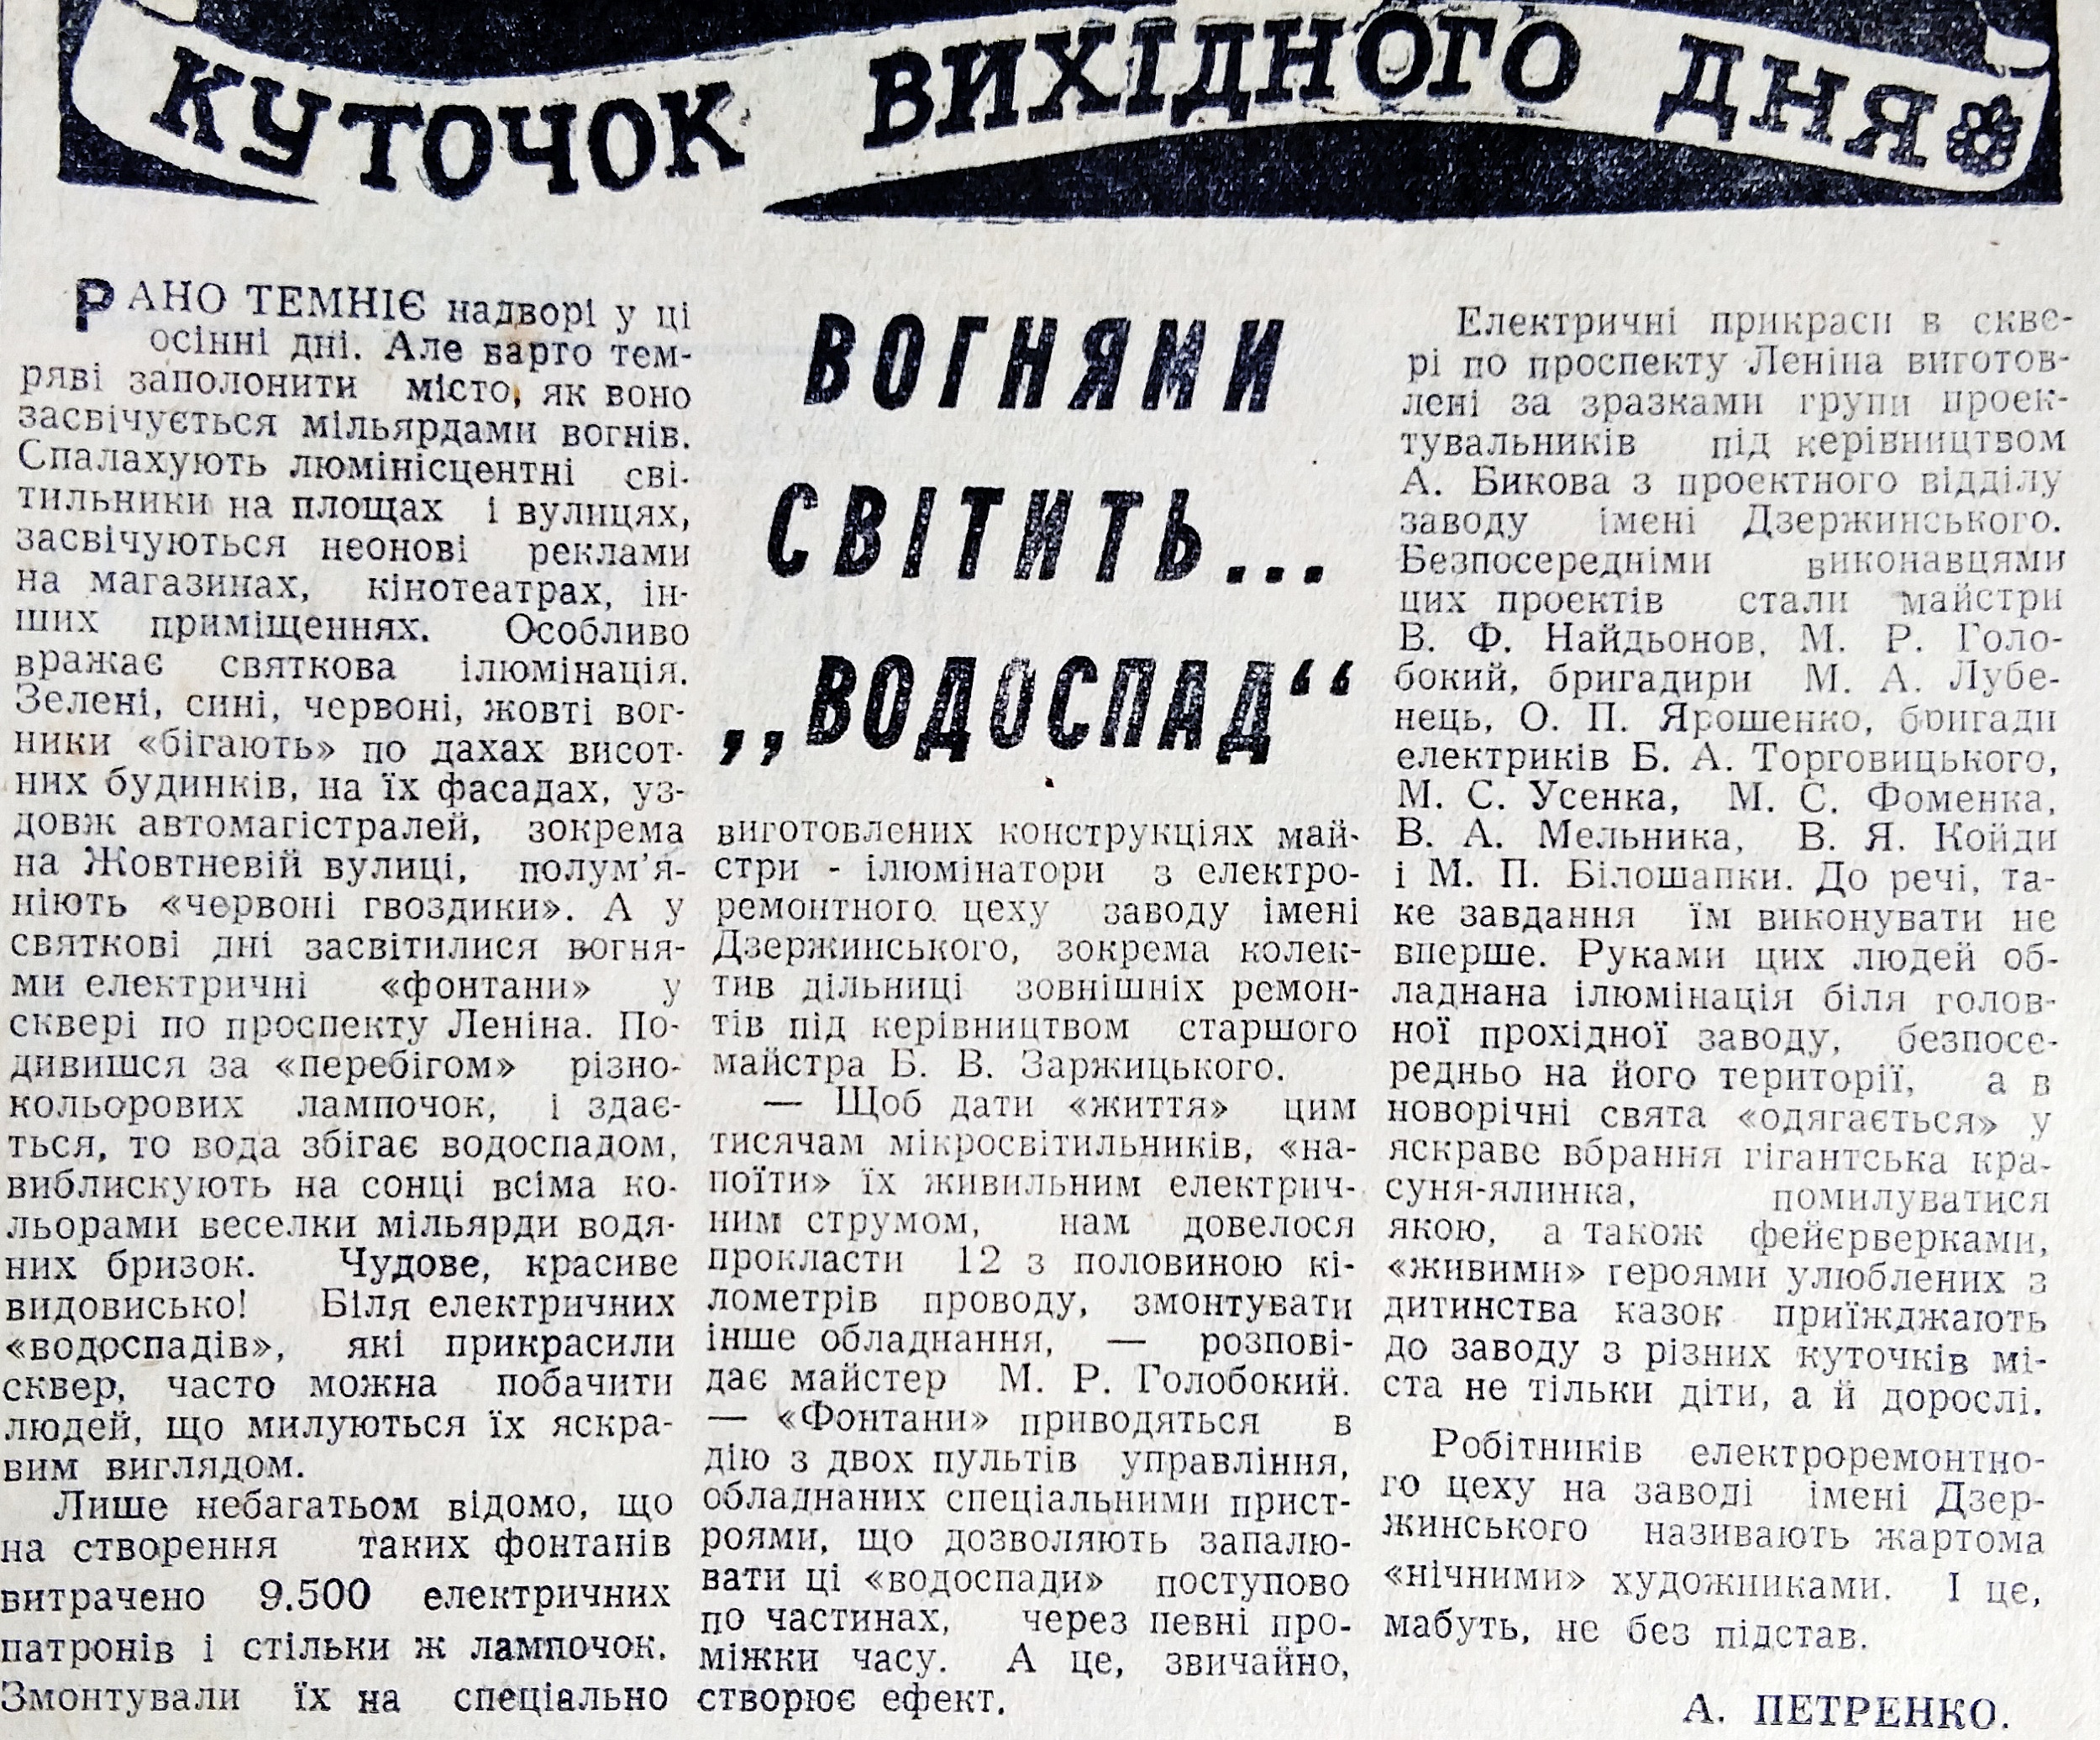 КУТОЧОК ВИХІДНОГО ДНЯ
РАНО ТЕМНІЄ надворі у ці
осінні дні. Але варто тем-
ряві заполонити місто, як воно
засвічується мільярдами вогнів.
Спалахують люмінісцентні сві-
тильники на площах і вулицях,
засвічуються неонові реклами
на магазинах, кінотеатрах, ін-
ших приміщеннях. Особливо
вражає святкова ілюмінація.
Зелені, сині, червоні, жовті вог-
ники «бігають» по дахах висот-
них будинків, на їх фасадах, уз-
довж автомагістралей, зокрема
на Жовтневій вулиці, полум’я-
ніють «червоні гвоздики». А у
святкові дні засвітилися вогня-
ми електричні «фонтани» у
сквері по проспекту Леніна. По-
дивишся за «перебігом» різно-
кольорових лампочок, і здає-
ться, то вода збігає водоспадом,
виблискують на сонці всіма ко-
льорами веселки мільярди водя-
них бризок. Чудове, красиве
видовисько! Біля електричних
«водоспадів», які прикрасили
сквер, часто можна побачити
людей, що милуються їх яскра-
вим виглядом.
Лише небагатьом відомо, що
на створення таких фонтанів
витрачено 9.500 електричних
патронів і стільки ж лампочок.
Змонтували їх на спеціально
ВОГНЯМИ
СВІТИТЬ...
„ВОДОСПАД“
виготовлених конструкціях май-
стри - ілюмінатори з електро-
ремонтного цеху заводу імені
Дзержинського, зокрема колек-
тив дільниці зовнішніх ремон-
тів під керівництвом старшого
майстра Б. В. Заржицького.
— Щоб дати «життя» цим
тисячам мікросвітильників, «на-
поїти» їх живильним електрич-
ним струмом, нам довелося
прокласти 12 з половиною кі-
лометрів проводу, змонтувати
інше обладнання, — розпові-
дає майстер М. Р. Голобокий.
— «Фонтани» приводяться в
дію з двох пультів управління,
обладнаних спеціальними прист-
роями, що дозволяють запалю-
вати ці «водоспади» поступово
по частинах, через певні про-
міжки часу. А це, звичайно,
створює ефект.
Електричні прикраси в скве-
рі по проспекту Леніна виготов-
лені за зразками групи проек-
тувальників під керівництвом
А. Бикова з проектного відділу
заводу імені Дзержинського.
Безпосередніми виконавцями
цих проектів стали майстри
В. Ф. Найдьонов, М. Р. Голо-
бокий, бригадири М. А. Лубе-
нець, О. П. Ярошенко, бригади
електриків Б. А. Торговицького,
М. С. Усенка, М. С. Фоменка,
В. А. Мельника, В. Я. Койди
і М. П. Білошапки. До речі, та-
ке завдання їм виконувати не
вперше. Руками цих людей об-
ладнана ілюмінація біля голов-
ної прохідної заводу, безпосе-
редньо на його території, а в
новорічні свята «одягається» у
яскраве вбрання гігантська кра-
суня-ялинка, помилуватися
якою, а також фейєрверками,
«живими» героями улюблених з
дитинства казок приїжджають
до заводу з різних куточків мі-
ста не тільки діти, а й дорослі.
Робітників електроремонтно-
го цеху на заводі імені Дзер-
жинського називають жартома
«нічними» художниками. І це,
мабуть, не без підстав.
А. ПЕТРЕНКО.